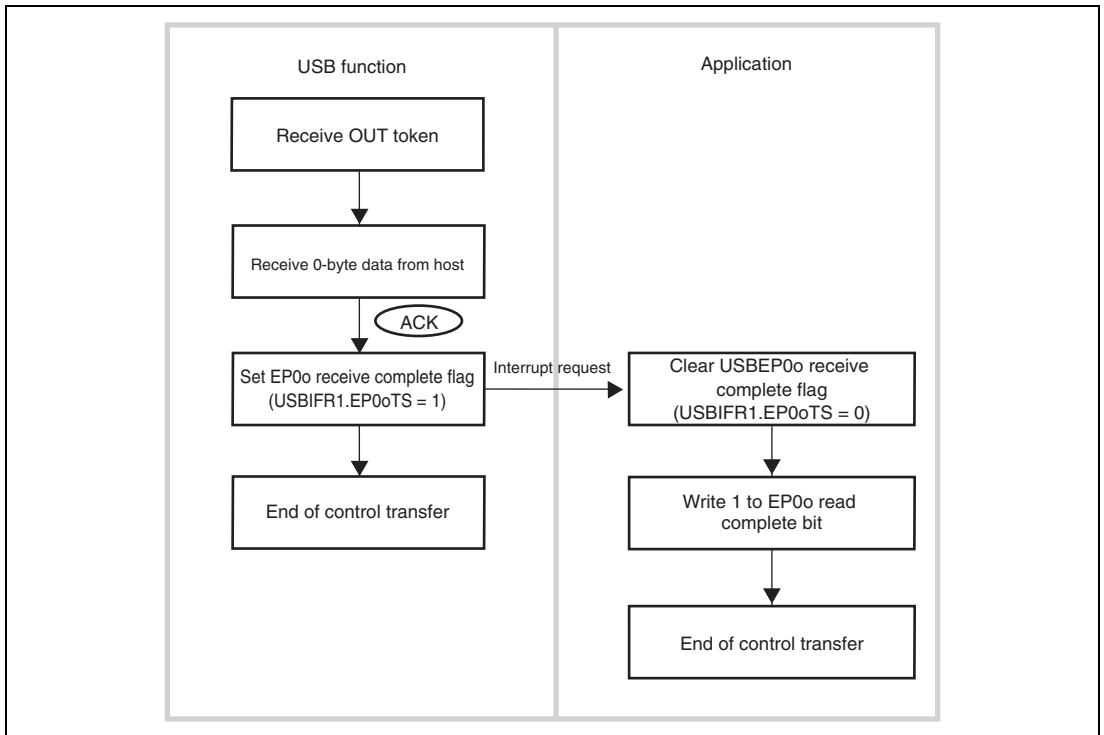 USB function
Application
Receive OUT token
Receive 0-byte data from host
ACK
Set EP0o receive complete flag
(USBIFR1.EP0oTS = 1)
Interrupt request
Clear USBEP0o receive
complete flag
(USBIFR1.EP0oTS = 0)
End of control transfer
Write 1 to EP0o read
complete bit
End of control transfer